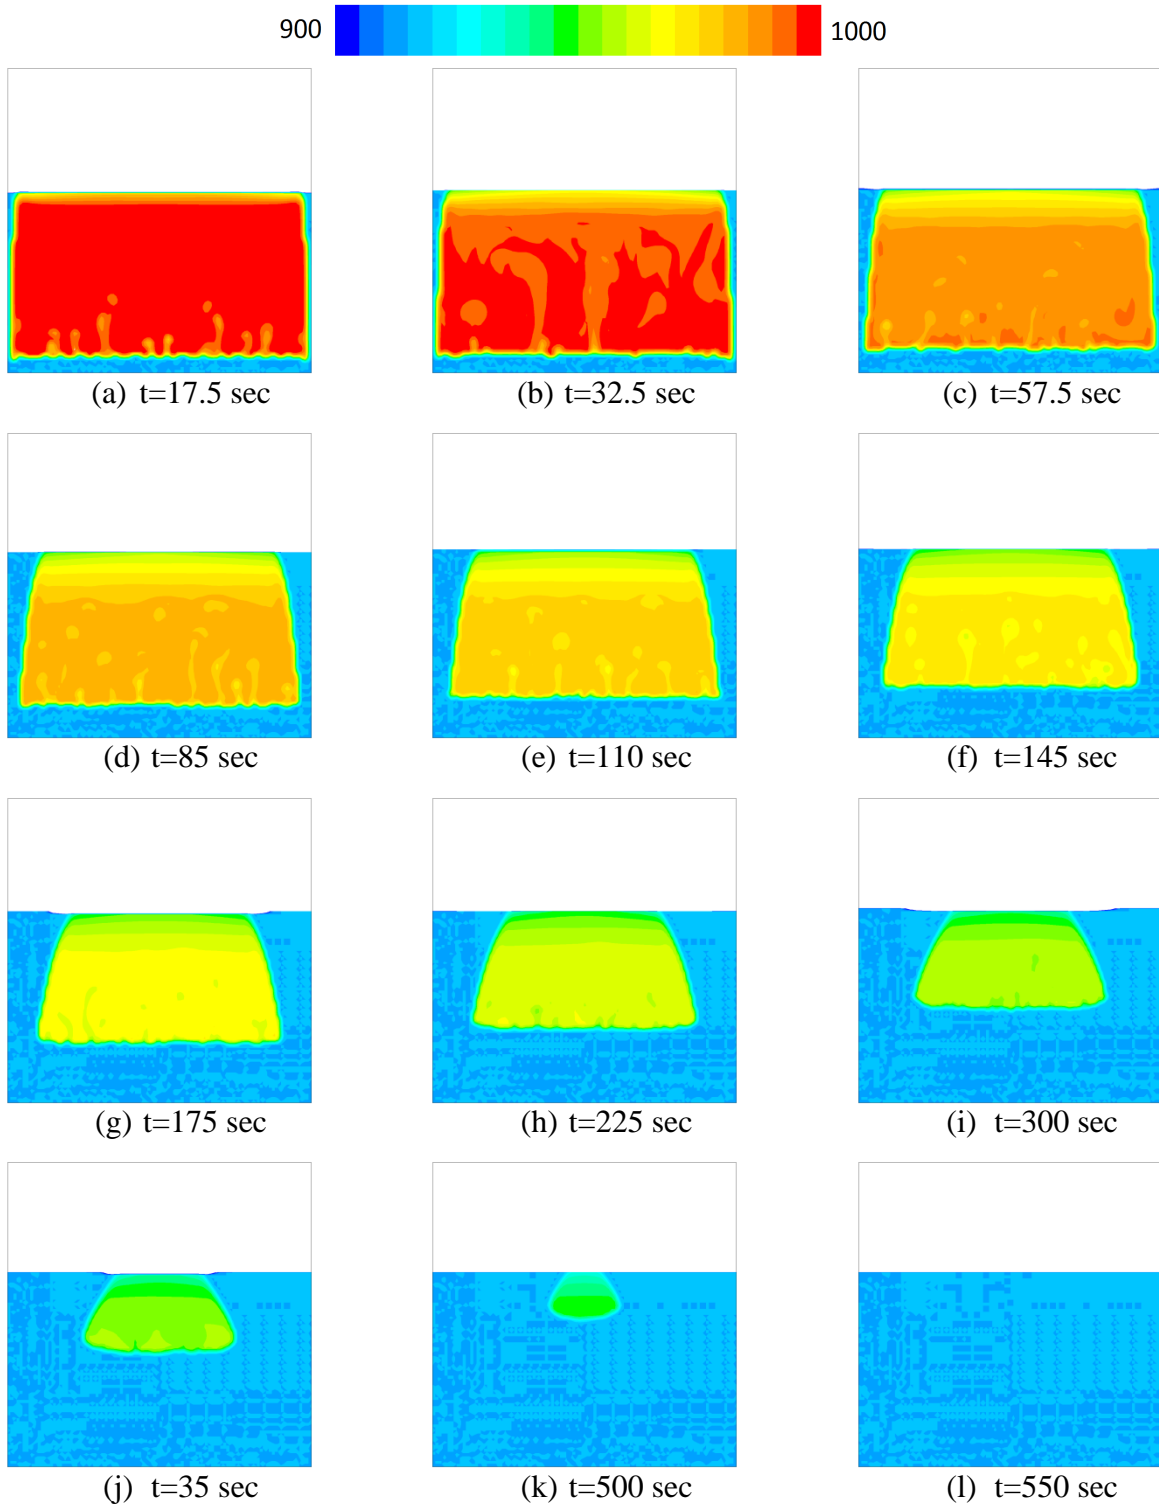 900 1000
(a) t=17.5 sec (b) t=32.5 sec (c) t=57.5 sec
(d) t=85 sec (e) t=110 sec (f) t=145 sec
(g) t=175 sec (h) t=225 sec (i) t=300 sec
(j) t=35 sec (k) t=500 sec (l) t=550 sec